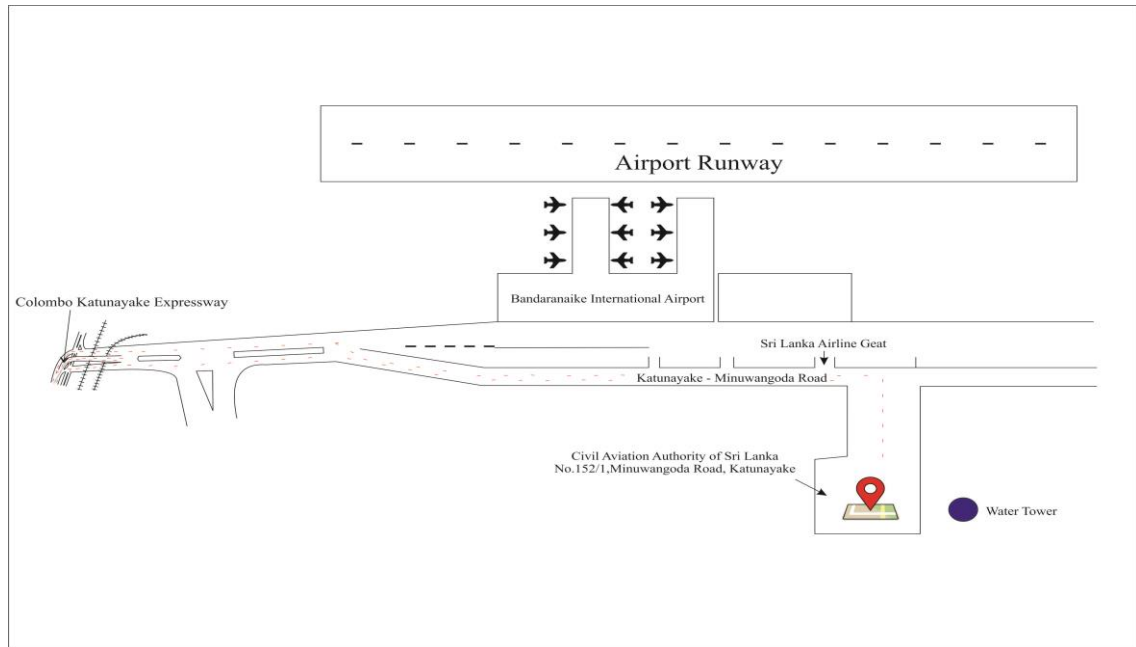 Airport Runway
Bandaranaike International Airport
Colombo Katunayake Expressway
Sri Lanka Airline Geat
Katunayake - Minuwangoda Road
Civil Aviation Authority of Sri Lanka
No.152/1,Minuwangoda Road, Katunayake
Water Tower